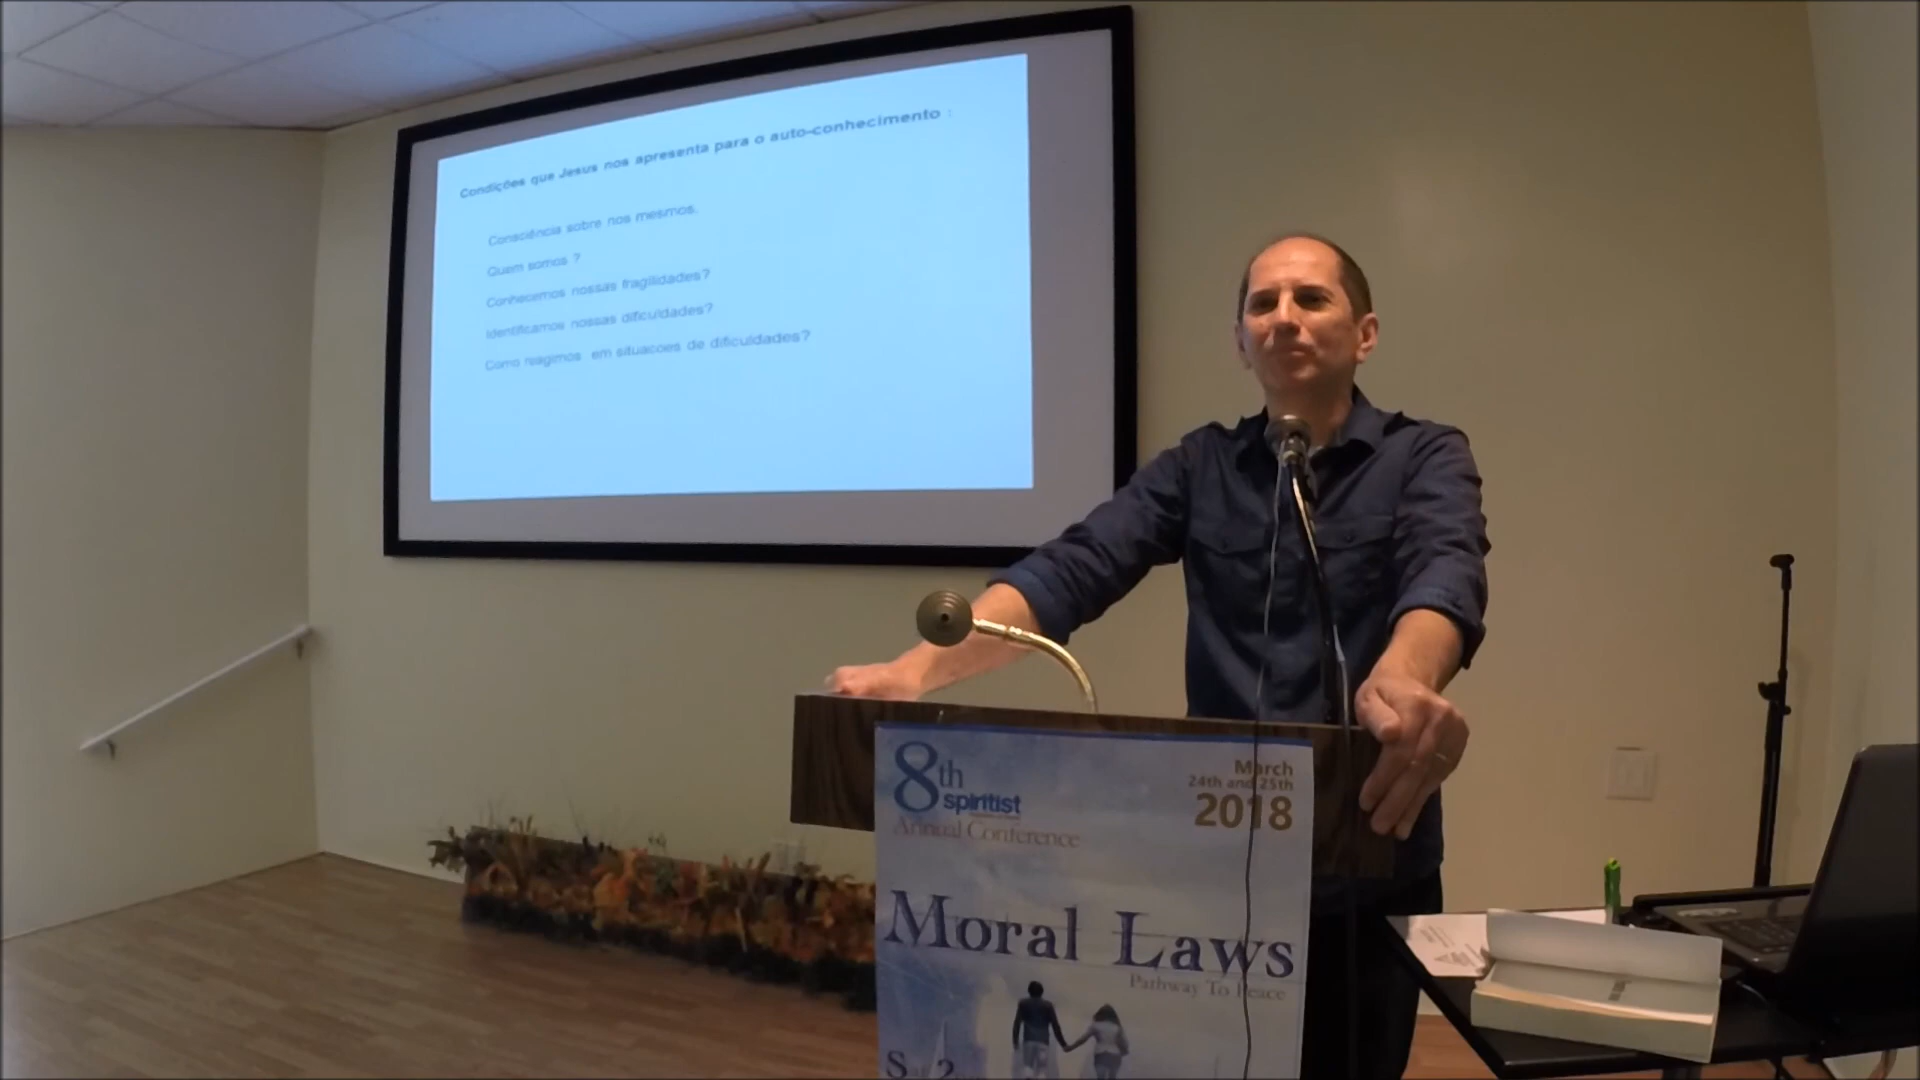 Condições que Jesus nos apresenta para o auto-conhecimento :
Consciência sobre nos mesmos.
Quem somos ?
Conhecemos nossas fragilidades?
Identificamos nossas dificuldades?
Como reagimos em situacoes de dificuldades?
8th
spiritist
Annual Conference
March
24th and 25th
2018
Moral Laws
Pathway To Peace